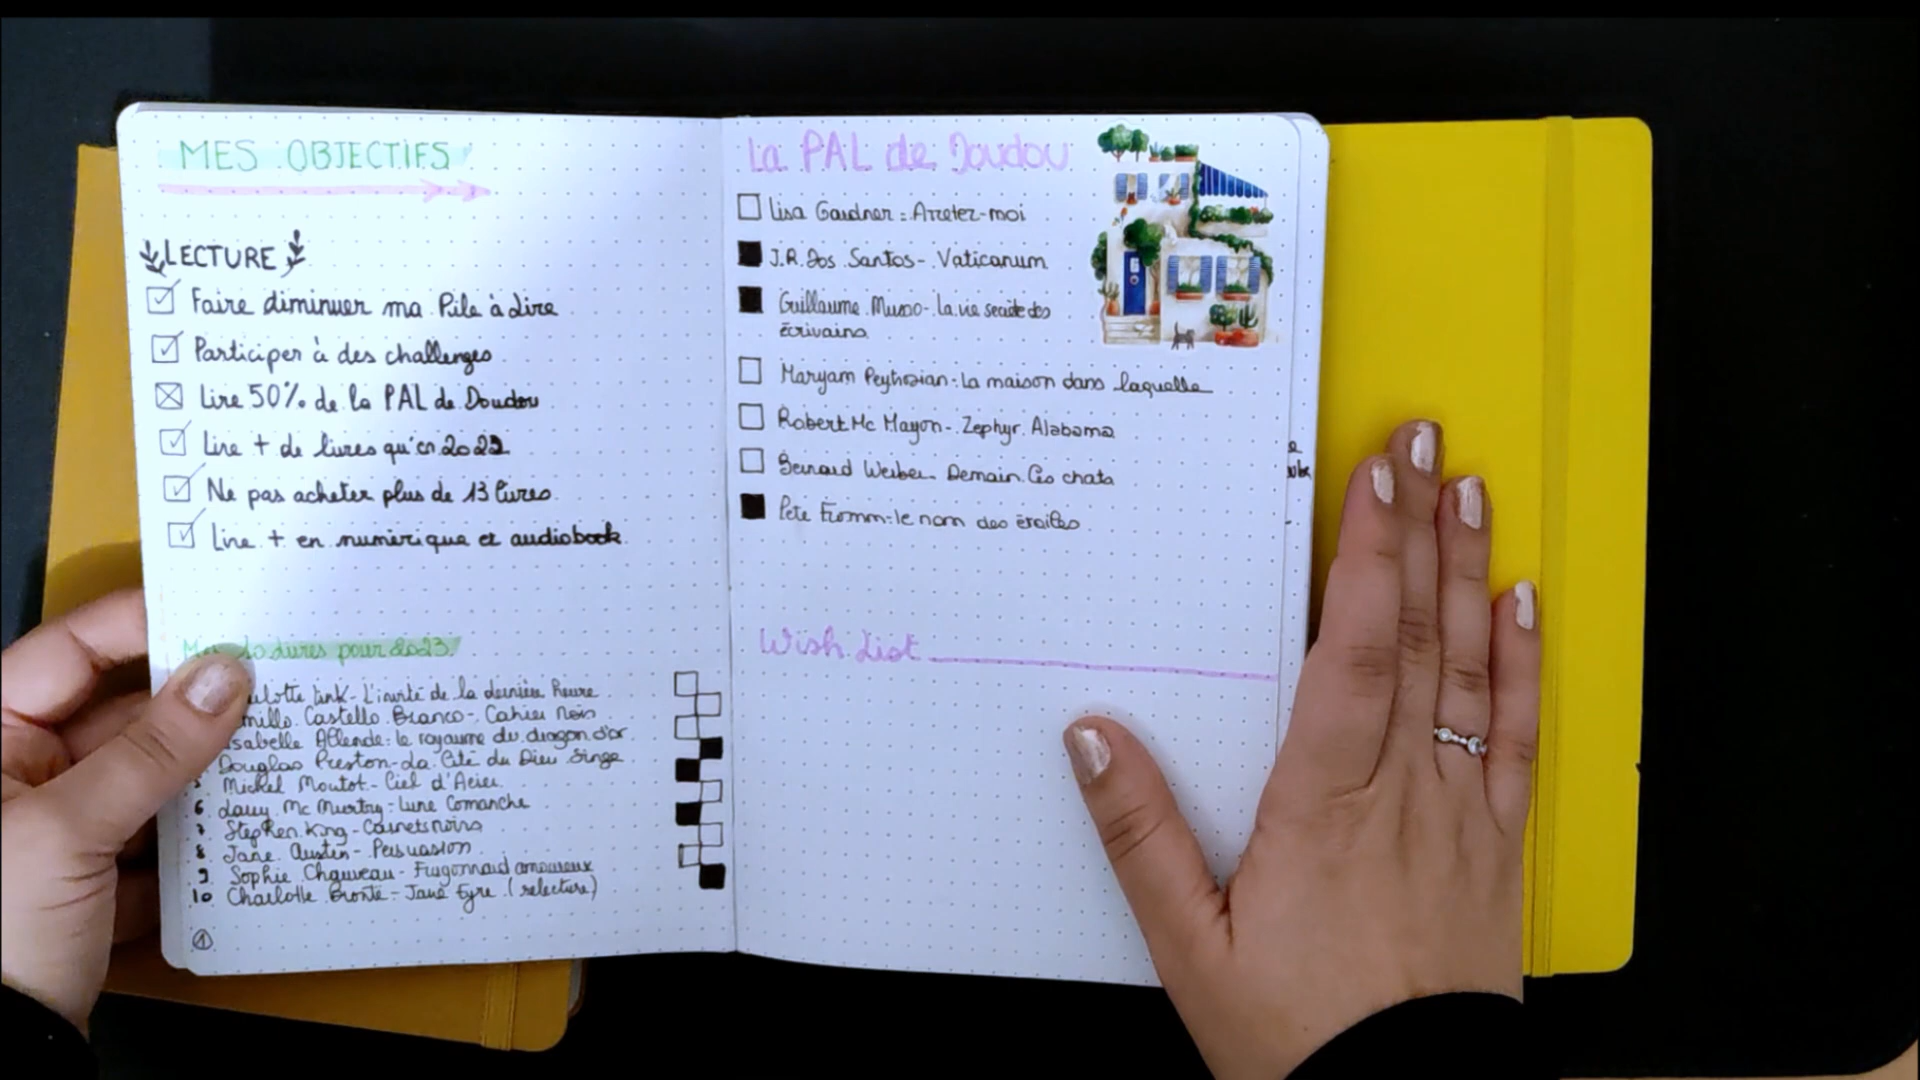 MES OBJECTIFS
LECTURE
Faire diminuer ma Pile à Lire
Participer à des challenges
Lire 50% de la PAL de Doudou
Lire + de livres qu'en 2022
Ne pas acheter plus de 13 livres
Lire + en numérique et audiobook
10 livres pour 2023
Link - L'invité de la dernière heure
Castello Branco - Cahier Noir
Isabelle Allende: le royaume du dragon d'or
Douglas Preston - La Cité du Dieu Singe
Michel Moutot - Ciel d'Acier
6. Larry Mc Murtry - Lune Comanche
7. Stephen King - Carnets noirs
8. Jane Austen - Persuasion
9. Sophie Chauveau - Fragonnard amoureux
10 Charlotte Brontë - Jane Eyre (relecture)
1
La PAL de Doudou
Lisa Gardner = Arretez-moi
J.R. Dos Santos - Vaticanum
Guillaume Musso - La vie secrète des
écrivains
Maryam - La maison dans laquelle
Robert Mc Mayon - Zephyr, Alabama
Bernard Werber - Demain les chats
Pete Fromm: le nom des étoiles
Wish List